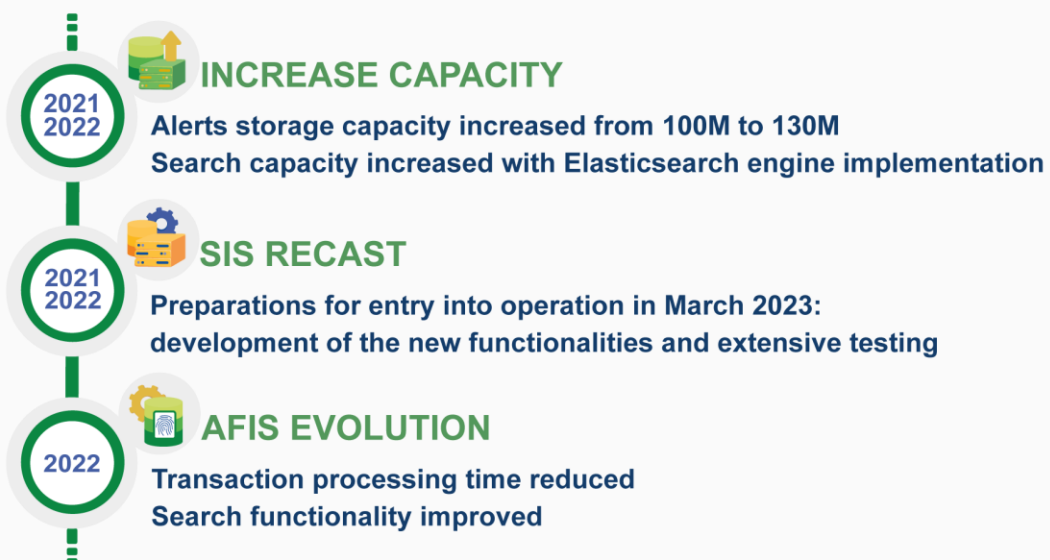 2021
2022
INCREASE CAPACITY
Alerts storage capacity increased from 100M to 130M
Search capacity increased with Elasticsearch engine implementation
2021
2022
SIS RECAST
Preparations for entry into operation in March 2023:
development of the new functionalities and extensive testing
2022
AFIS EVOLUTION
Transaction processing time reduced
Search functionality improved